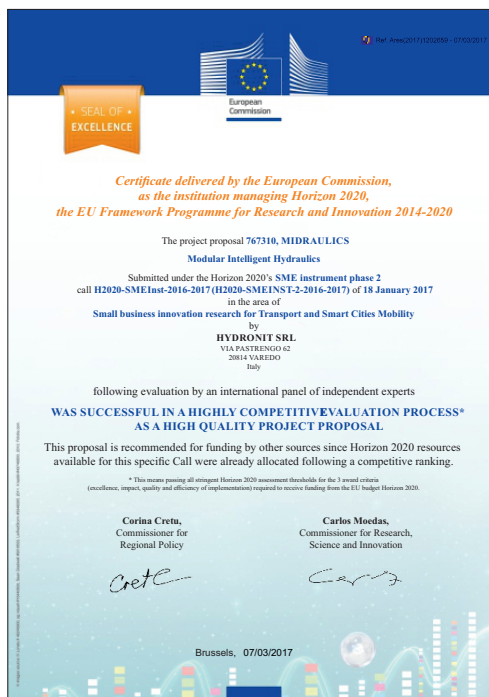 Ref. Ares(2017)1202659 - 07/03/2017
European
Commission
SEAL OF
EXCELLENCE
Certificate delivered by the European Commission,
as the institution managing Horizon 2020,
the EU Framework Programme for Research and Innovation 2014-2020
The project proposal 767310, MIDRAULICS
Modular Intelligent Hydraulics
Submitted under the Horizon 2020's SME instrument phase 2
call H2020-SMEInst-2016-2017 (H2020-SMEINST-2-2016-2017) of 18 January 2017
in the area of
Small business innovation research for Transport and Smart Cities Mobility
by
HYDRONIT SRL
VIA PASTRENGO 62
20814 VAREDO
Italy
following evaluation by an international panel of independent experts
WAS SUCCESSFUL IN A HIGHLY COMPETITIVE EVALUATION PROCESS*
AS A HIGH QUALITY PROJECT PROPOSAL
This proposal is recommended for funding by other sources since Horizon 2020 resources
available for this specific Call were already allocated following a competitive ranking.
* This means passing all stringent Horizon 2020 assessment thresholds for the 3 award criteria
(excellence, impact, quality and efficiency of implementation) required to receive funding from the EU budget Horizon 2020.
Corina Cretu,
Commissioner for
Regional Policy
Carlos Moedas,
Commissioner for Research,
Science and Innovation
Brussels, 07/03/2017